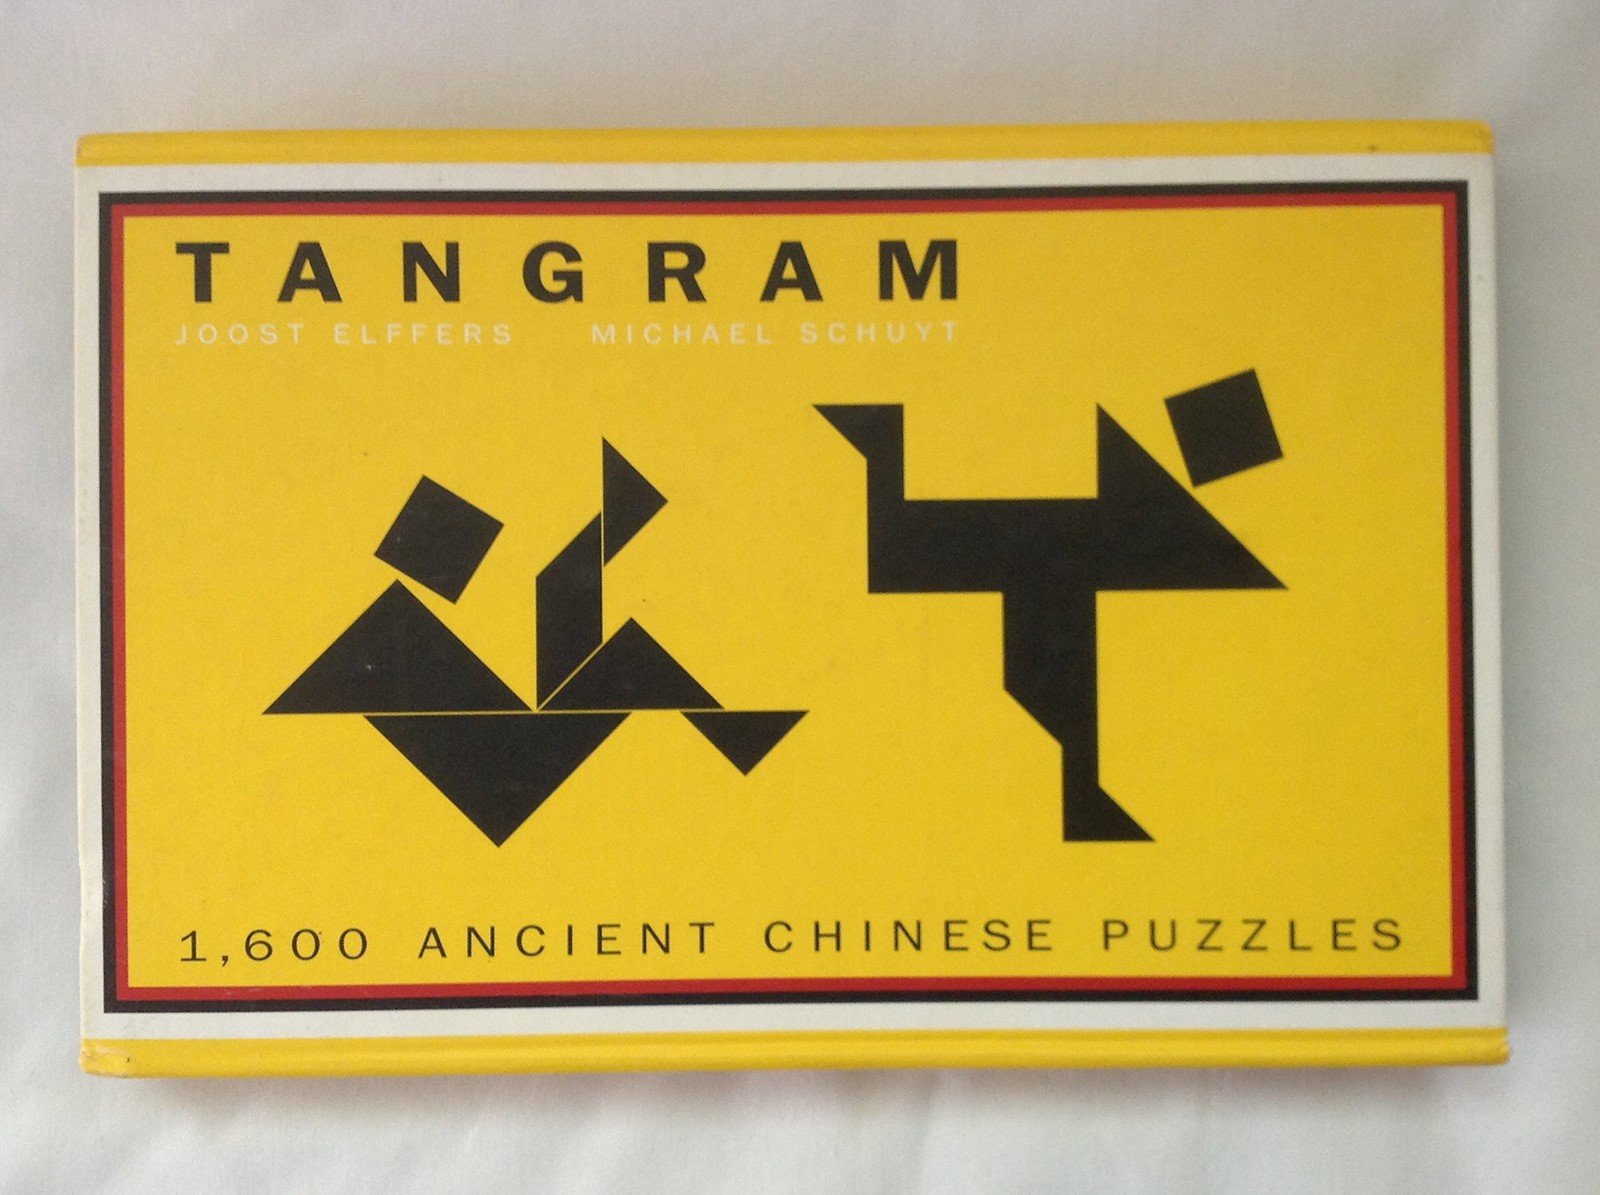 TANGRAM
JOOST ELFFERS MICHAEL SCHUYT
1,600 ANCIENT CHINESE PUZZLES